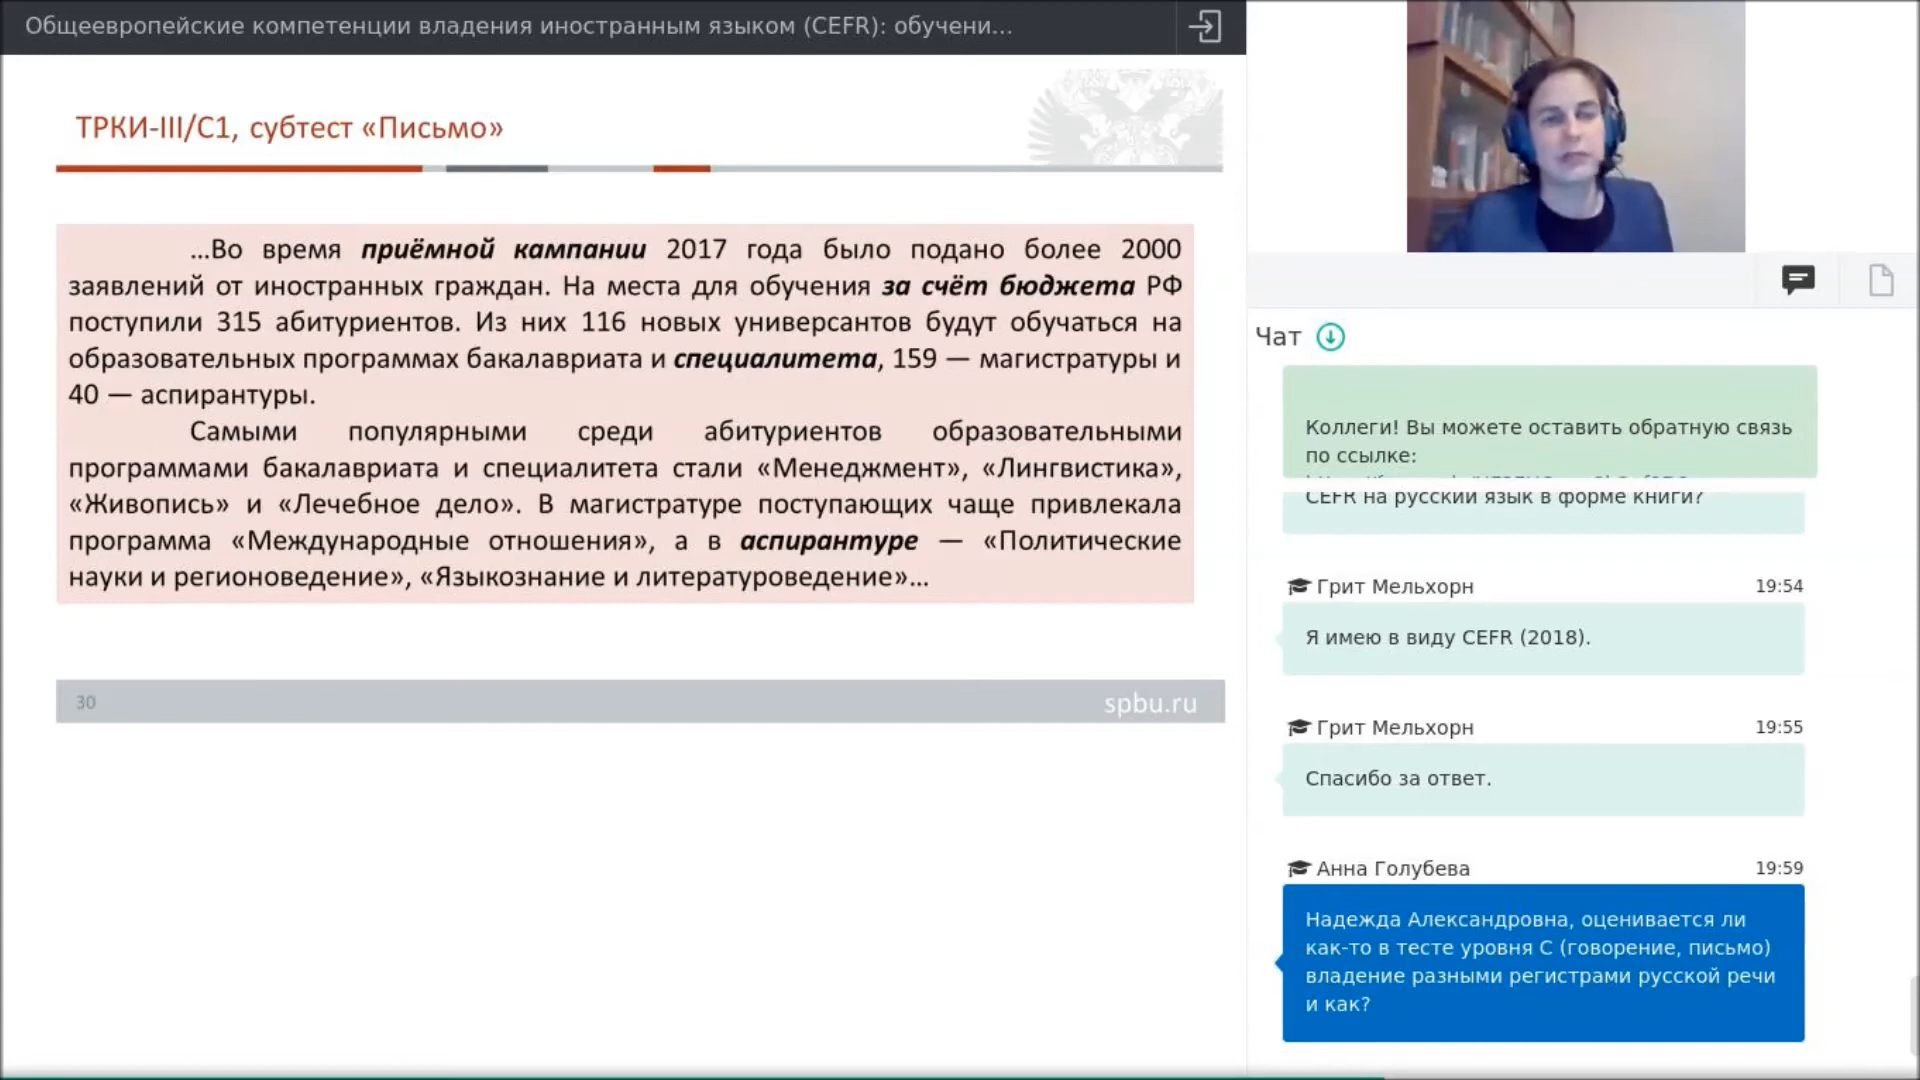 Общеевропейские компетенции владения иностранным языком (CEFR): обучени...
ТРКИ-III/С1, субтест «Письмо»
...Во время приёмной кампании 2017 года было подано более 2000
заявлений от иностранных граждан. На места для обучения за счёт бюджета РФ
поступили 315 абитуриентов. Из них 116 новых универсантов будут обучаться на
образовательных программах бакалавриата и специалитета, 159 — магистратуры и
40 — аспирантуры.
Самыми популярными среди абитуриентов образовательными
программами бакалавриата и специалитета стали «Менеджмент», «Лингвистика»,
«Живопись» и «Лечебное дело». В магистратуре поступающих чаще привлекала
программа «Международные отношения», а в аспирантуре — «Политические
науки и регионоведение», «Языкознание и литературоведение»...
30
spbu.ru
Чат
Коллеги! Вы можете оставить обратную связь
по ссылке:
CEFR на русский язык в форме книги?
Грит Мельхорн 19:54
Я имею в виду CEFR (2018).
Грит Мельхорн 19:55
Спасибо за ответ.
Анна Голубева 19:59
Надежда Александровна, оценивается ли
как-то в тесте уровня С (говорение, письмо)
владение разными регистрами русской речи
и как?